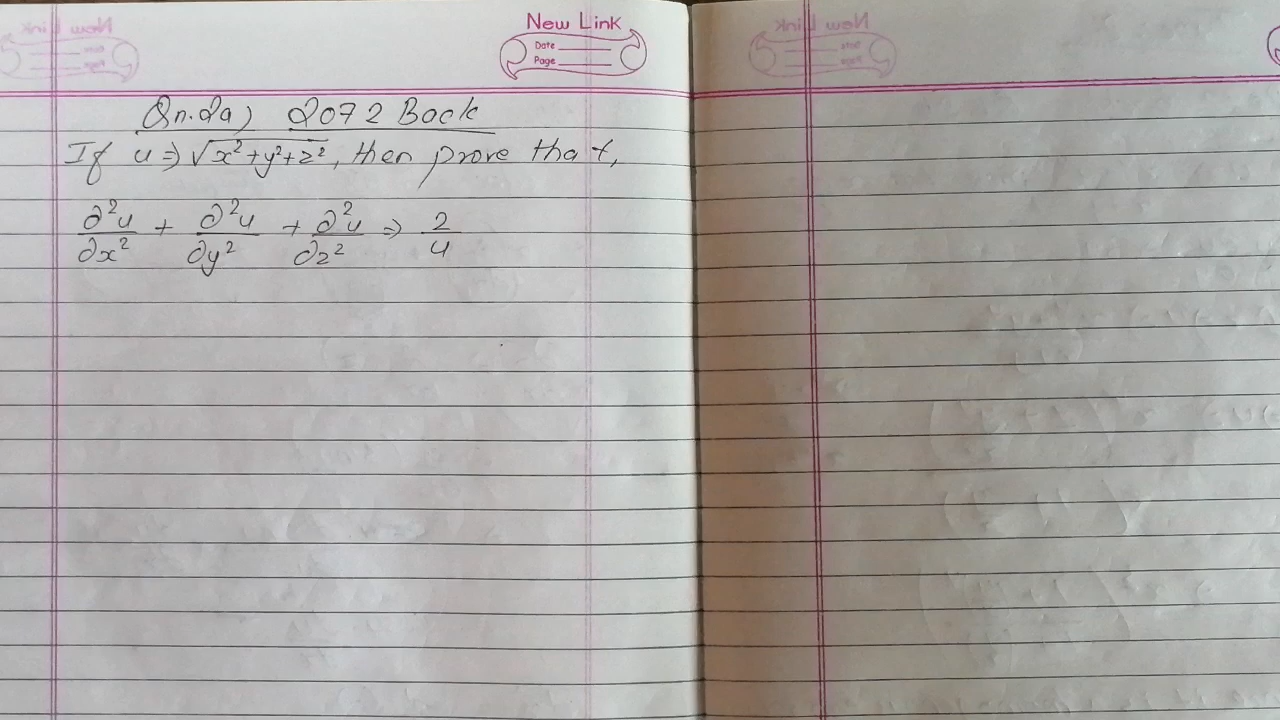 New Link
Date
Page
Qn.2a) 2072 Back
If u ⇒ √x²+y²+z², then prove that,
∂²u/∂x² + ∂²u/∂y² + ∂²u/∂z² ⇒ 2/u